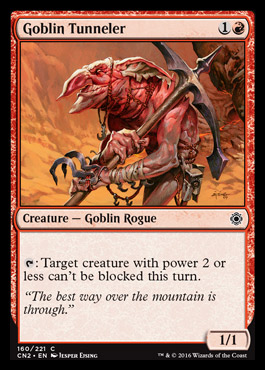 Goblin Tunneler 1
Creature — Goblin Rogue
: Target creature with power 2 or
less can't be blocked this turn.
"The best way over the mountain is
through."
1/1
160/221 C
CN2 • EN Jesper Ejsing
™ & © 2016 Wizards of the Coast